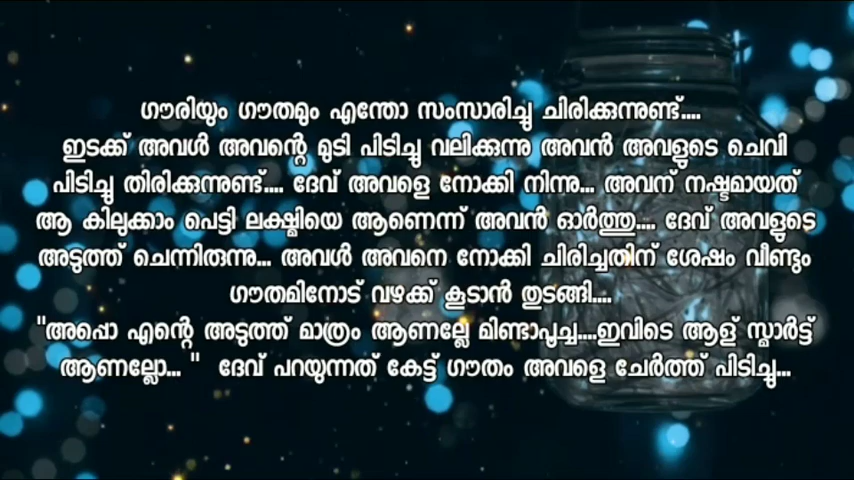 ഗൗരിയും ഗൗതമും എന്തോ സംസാരിച്ചു ചിരിക്കുന്നുണ്ട്....
ഇടക്ക് അവൾ അവന്റെ മുടി പിടിച്ചു വലിക്കുന്നു അവൻ അവളുടെ ചെവി
പിടിച്ചു തിരിക്കുന്നുണ്ട്.... ദേവ് അവളെ നോക്കി നിന്നു... അവന് നഷ്ടമായത്
ആ കിലുക്കാം പെട്ടി ലക്ഷ്മിയെ ആണെന്ന് അവൻ ഓർത്തു.... ദേവ് അവളുടെ
അടുത്ത് ചെന്നിരുന്നു... അവൾ അവനെ നോക്കി ചിരിച്ചതിന് ശേഷം വീണ്ടും
ഗൗതമിനോട് വഴക്ക് കൂടാൻ തുടങ്ങി....
"അപ്പൊ എന്റെ അടുത്ത് മാത്രം ആണല്ലേ മിണ്ടാപൂച്ച....ഇവിടെ ആള് സ്മാർട്ട്
ആണല്ലോ... " ദേവ് പറയുന്നത് കേട്ട് ഗൗതം അവളെ ചേർത്ത് പിടിച്ചു...